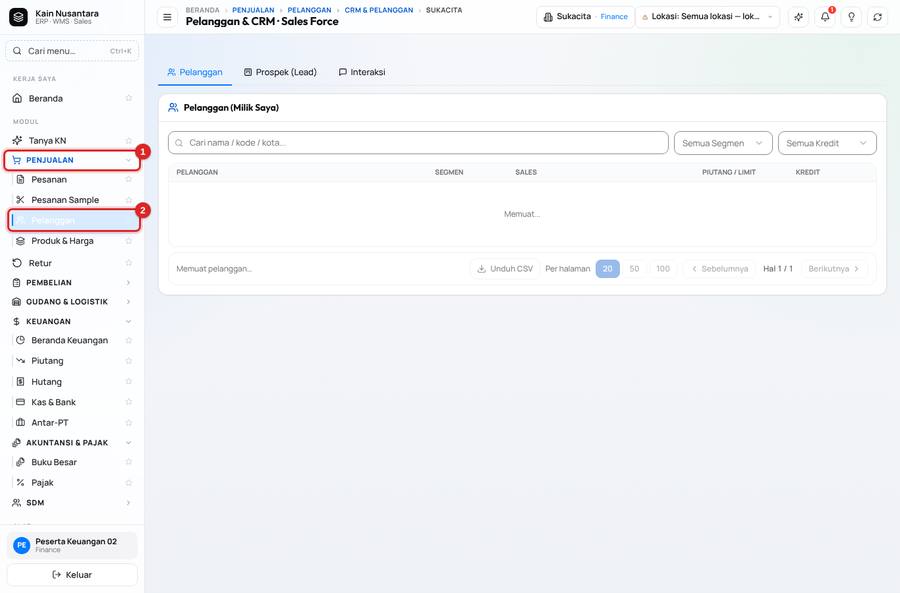 Kain Nusantara
ERP · WMS · Sales
Cari menu...
Ctrl+K
KERJA SAYA
Beranda
MODUL
Tanya KN
PENJUALAN
1
Pesanan
Pesanan Sample
Pelanggan
2
Produk & Harga
Retur
PEMBELIAN
GUDANG & LOGISTIK
KEUANGAN
Beranda Keuangan
Piutang
Hutang
Kas & Bank
Antar-PT
AKUNTANSI & PAJAK
Buku Besar
Pajak
SDM
PE
Peserta Keuangan 02
Finance
Keluar
BERANDA › PENJUALAN › PELANGGAN › CRM & PELANGGAN › SUKACITA
Pelanggan & CRM · Sales Force
Sukacita · Finance
Lokasi: Semua lokasi — lok...
1
Pelanggan
Prospek (Lead)
Interaksi
Pelanggan (Milik Saya)
Cari nama / kode / kota...
Semua Segmen
Semua Kredit
PELANGGAN SEGMEN SALES PIUTANG / LIMIT KREDIT
Memuat...
Memuat pelanggan...
Unduh CSV
Per halaman 20 50 100
Sebelumnya
Hal 1 / 1
Berikutnya